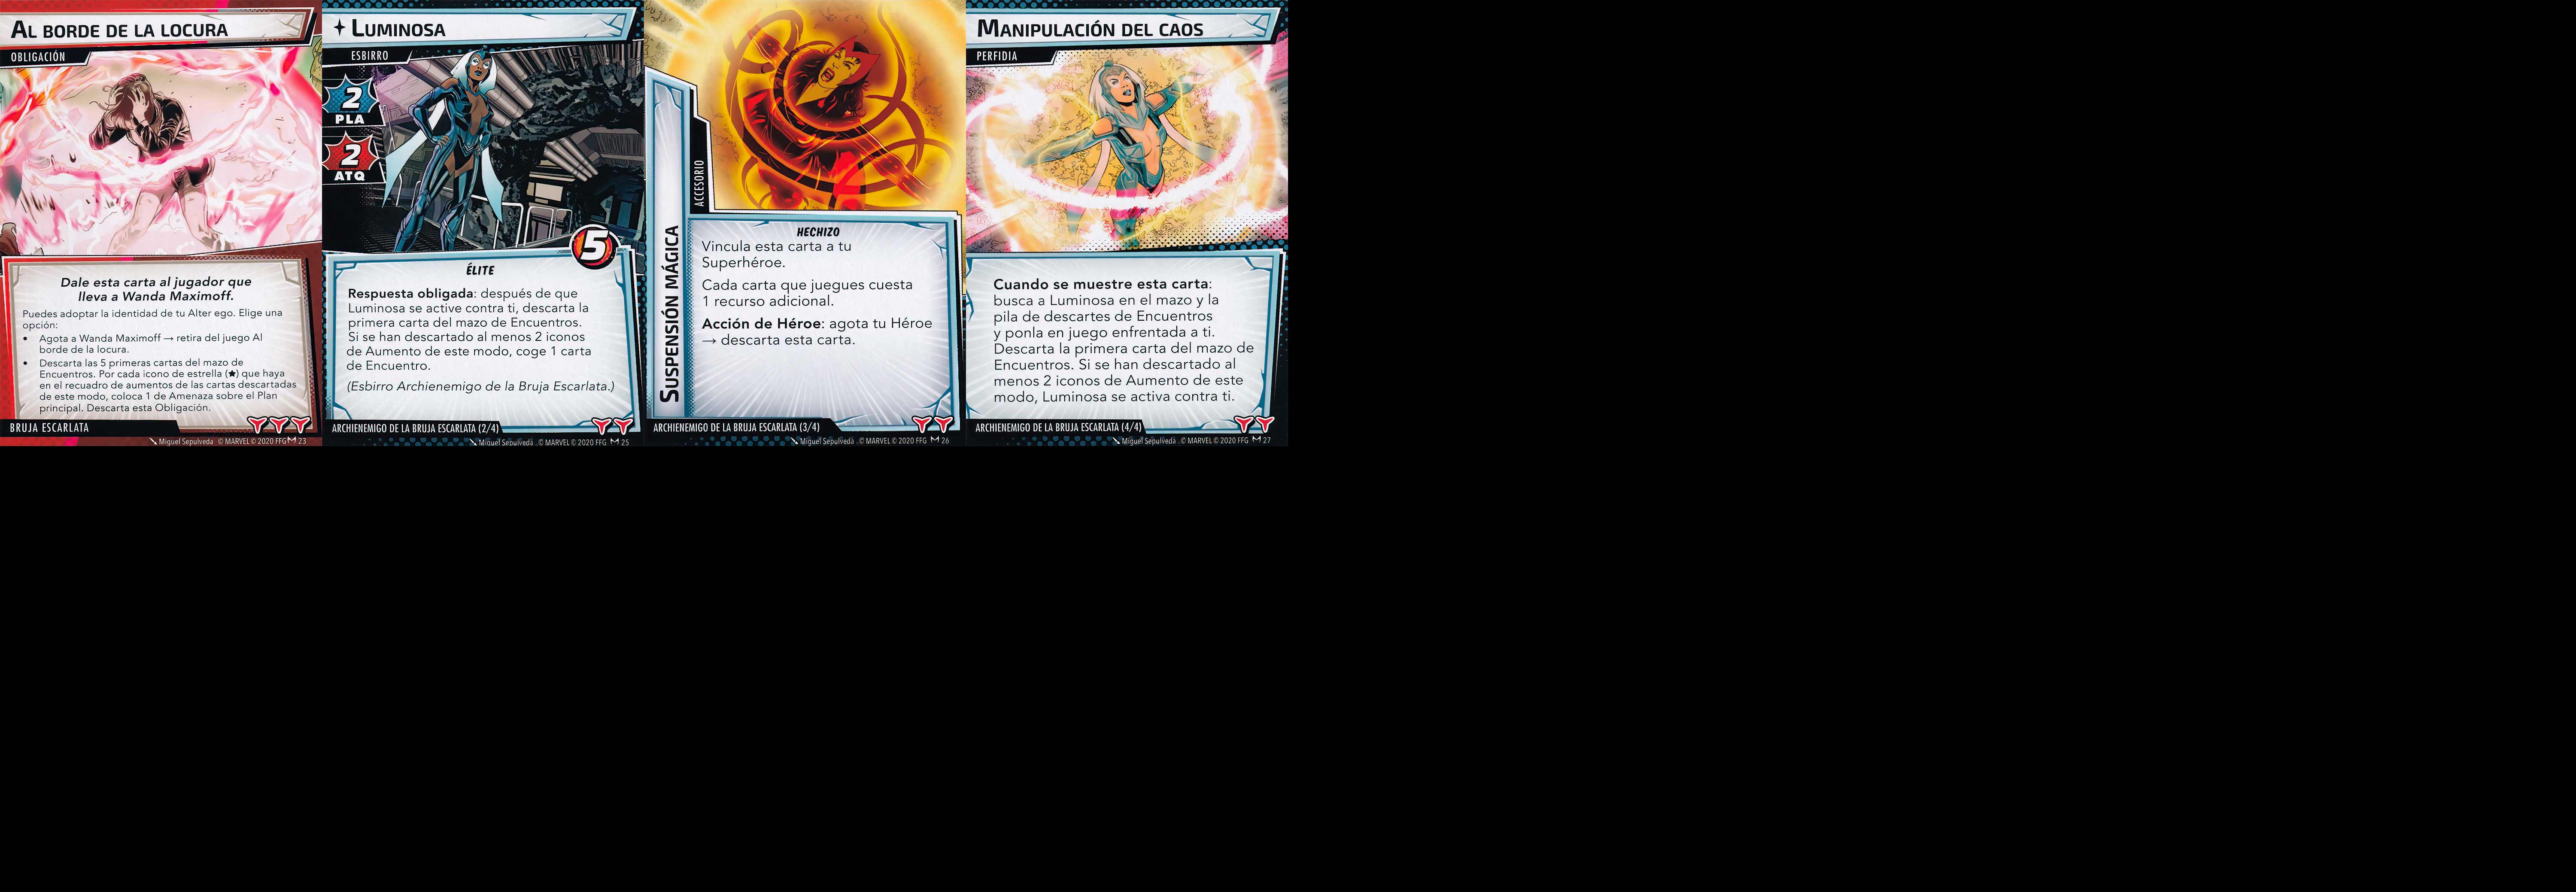 AL BORDE DE LA LOCURA
OBLIGACIÓN
Dale esta carta al jugador que
lleva a Wanda Maximoff.
Puedes adoptar la identidad de tu Alter ego. Elige una
opción:
• Agota a Wanda Maximoff → retira del juego Al
borde de la locura.
• Descarta las 5 primeras cartas del mazo de
Encuentros. Por cada icono de estrella (★) que haya
en el recuadro de aumentos de las cartas descartadas
de este modo, coloca 1 de Amenaza sobre el Plan
principal. Descarta esta Obligación.
BRUJA ESCARLATA
Miguel Sepulveda © MARVEL © 2020 FFG M 23
LUMINOSA
ESBIRRO
2
PLA
2
ATQ
5
ÉLITE
Respuesta obligada: después de que
Luminosa se active contra ti, descarta la
primera carta del mazo de Encuentros.
Si se han descartado al menos 2 iconos
de Aumento de este modo, coge 1 carta
de Encuentro.
(Esbirro Archienemigo de la Bruja Escarlata.)
ARCHIENEMIGO DE LA BRUJA ESCARLATA (2/4)
Miguel Sepulveda © MARVEL © 2020 FFG M 25
SUSPENSIÓN MÁGICA
ACCESORIO
HECHIZO
Vincula esta carta a tu
Superhéroe.
Cada carta que juegues cuesta
1 recurso adicional.
Acción de Héroe: agota tu Héroe
→ descarta esta carta.
ARCHIENEMIGO DE LA BRUJA ESCARLATA (3/4)
Miguel Sepulveda © MARVEL © 2020 FFG M 26
MANIPULACIÓN DEL CAOS
PERFIDIA
Cuando se muestre esta carta:
busca a Luminosa en el mazo y la
pila de descartes de Encuentros
y ponla en juego enfrentada a ti.
Descarta la primera carta del mazo de
Encuentros. Si se han descartado al
menos 2 iconos de Aumento de este
modo, Luminosa se activa contra ti.
ARCHIENEMIGO DE LA BRUJA ESCARLATA (4/4)
Miguel Sepulveda © MARVEL © 2020 FFG M 27